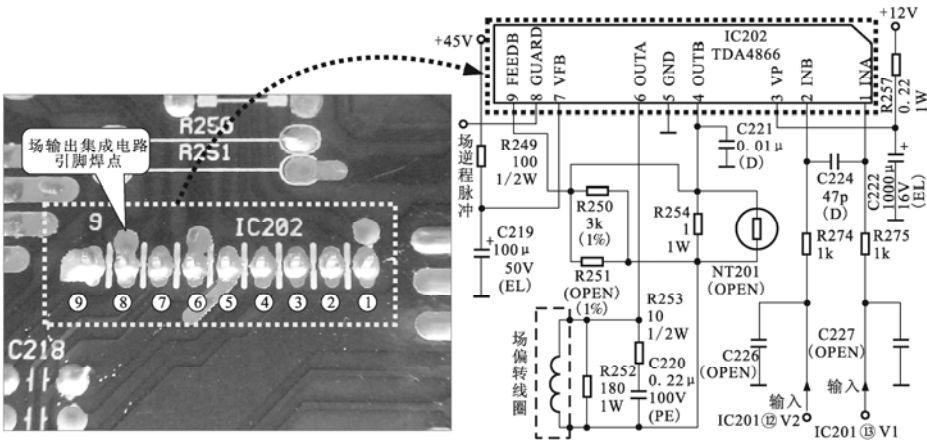 R250
R251
场输出集成电路
引脚焊点
9
IC202
⑨ ⑧ ⑦ ⑥ ⑤ ④ ③ ② ①
C218
+45V
+12V
IC202
TDA4866
FEEDB
GUARD
VFB
OUTA
GND
OUTB
VP
INB
INA
9 8 7 6 5 4 3 2 1
R257
0.22
1W
场逆程脉冲
R249
100
1/2W
C221
0.01μ
(D)
C224
47p
(D)
C222
1000μ
16V
(EL)
+
R250
3k
(1%)
R254
1
1W
R274
1k
R275
1k
+
C219
100μ
50V
(EL)
R251
(OPEN)
(1%)
NT201
(OPEN)
场偏转线圈
R253
10
1/2W
R252
180
1W
C220
0.22μ
100V
(PE)
C226
(OPEN)
C227
(OPEN)
输入
输入
IC201⑫V2
IC201⑬V1